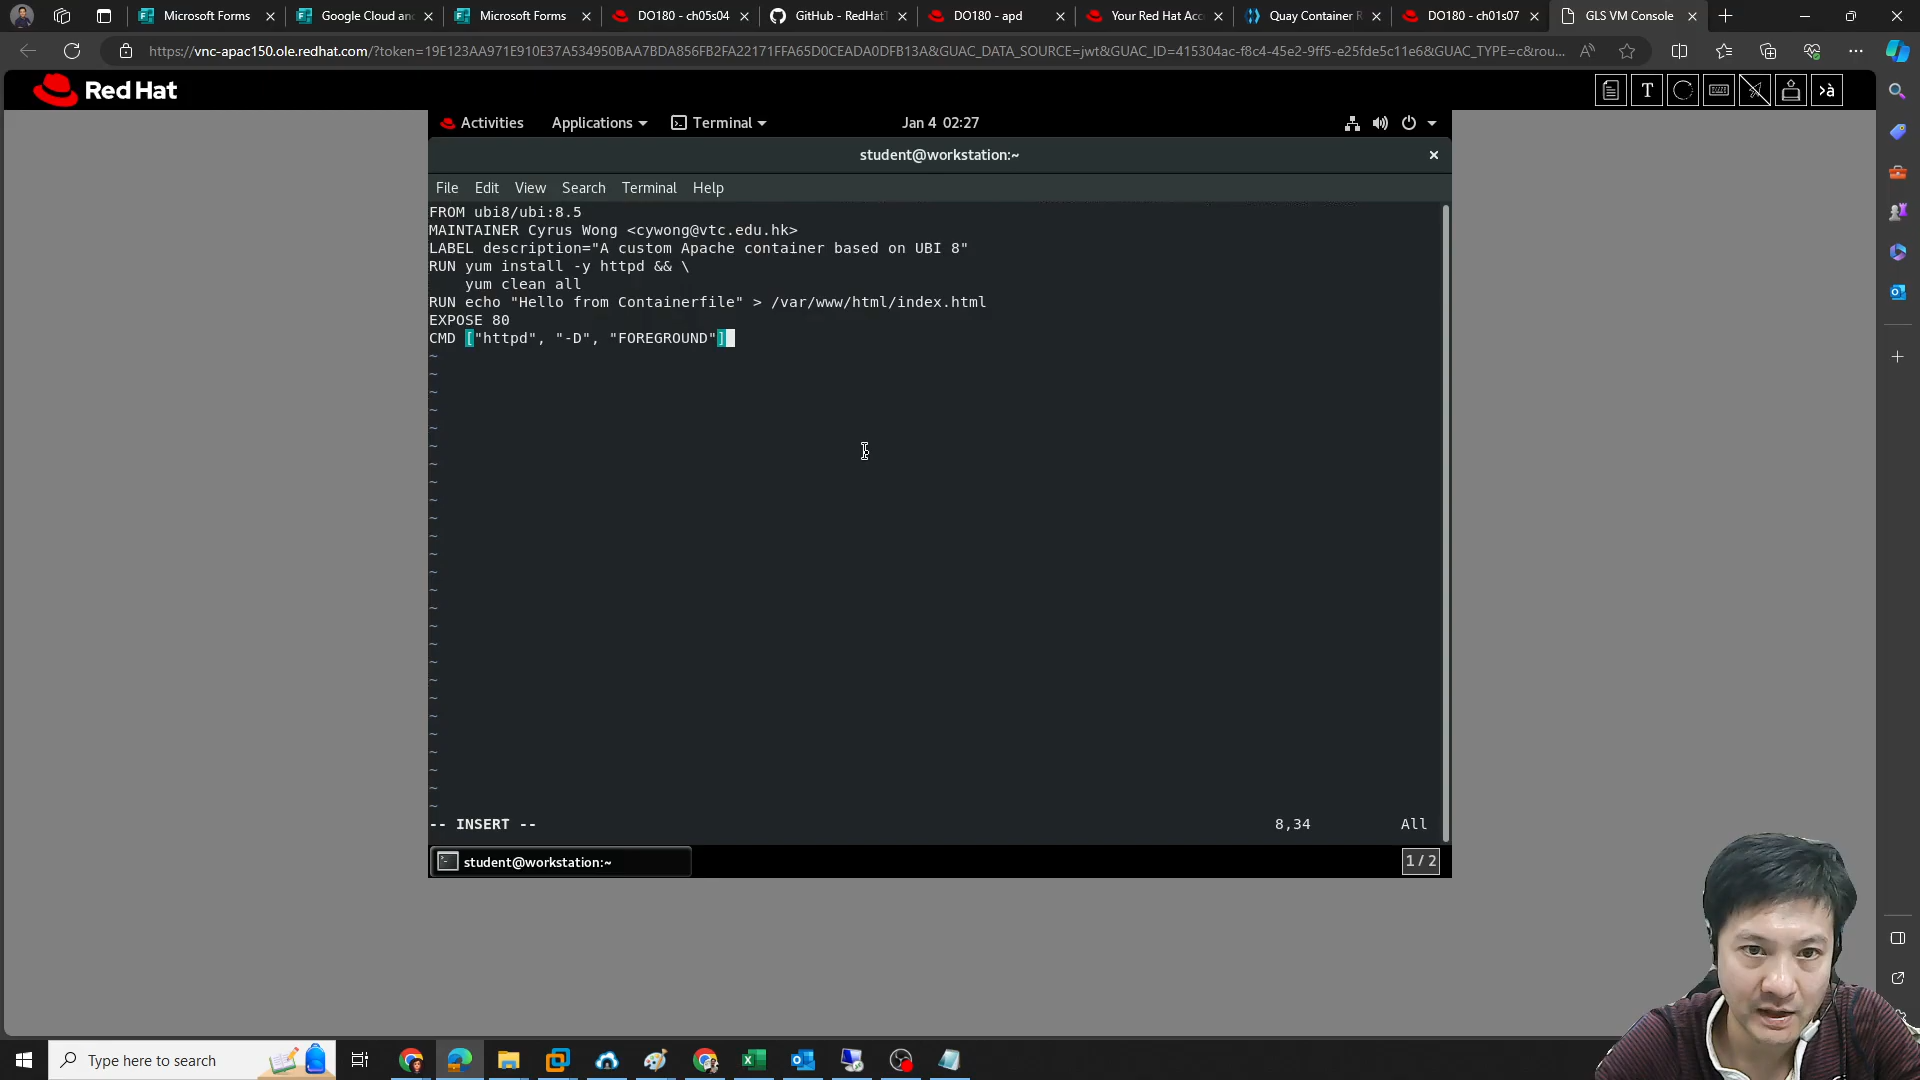 Microsoft Forms
Google Cloud an
Microsoft Forms
DO180 - ch05s04
GitHub - RedHatT
DO180 - apd
Your Red Hat Acc
Quay Container R
DO180 - ch01s07
GLS VM Console
https://vnc-apac150.ole.redhat.com/?token=19E123AA971E910E37A534950BAA7BDA856FB2FA22171FFA65D0CEADA0DFB13A&GUAC_DATA_SOURCE=jwt&GUAC_ID=415304ac-f8c4-45e2-9ff5-e25fde5c11e6&GUAC_TYPE=c&rou...
Red Hat
Activities Applications Terminal Jan 4 02:27
student@workstation:~
File Edit View Search Terminal Help
FROM ubi8/ubi:8.5
MAINTAINER Cyrus Wong <cywong@vtc.edu.hk>
LABEL description="A custom Apache container based on UBI 8"
RUN yum install -y httpd && \
yum clean all
RUN echo "Hello from Containerfile" > /var/www/html/index.html
EXPOSE 80
CMD ["httpd", "-D", "FOREGROUND"]
-- INSERT -- 8,34 All
student@workstation:~ 1 / 2
Type here to search